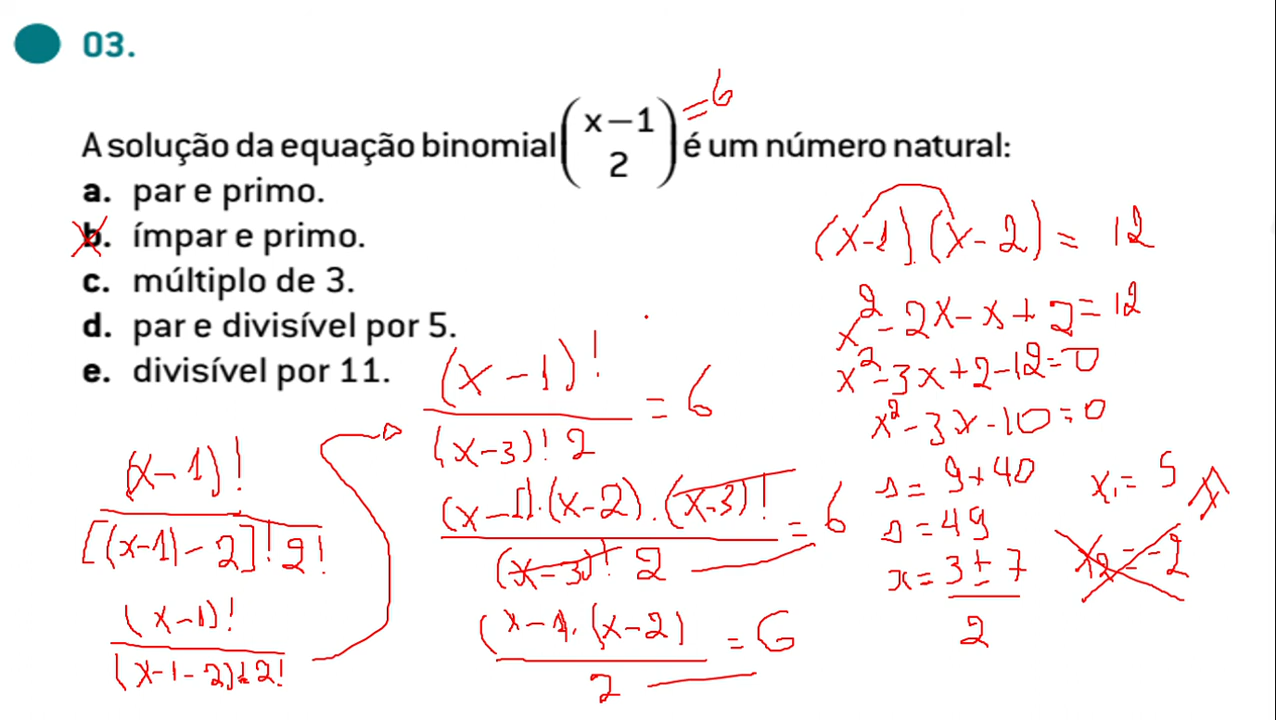 03.
A solução da equação binomial (x−1 2) = 6 é um número natural:
a. par e primo.
b. ímpar e primo.
c. múltiplo de 3.
d. par e divisível por 5.
e. divisível por 11.
(x-1)!
[(x-1)-2]! 2!
(x-1)!
(x-1-2)! 2!
(x-1)! = 6
(x-3)! 2
(x-1).(x-2).(x-3)! = 6
(x-3)! 2
(x-1.(x-2) = 6
2
(x-1)(x-2) = 12
x²-2x-x+2=12
x²-3x+2-12=0
x²-3x-10=0
Δ= 9+40
Δ=49
x= 3±7
2
x₁= 5
x₂=-2